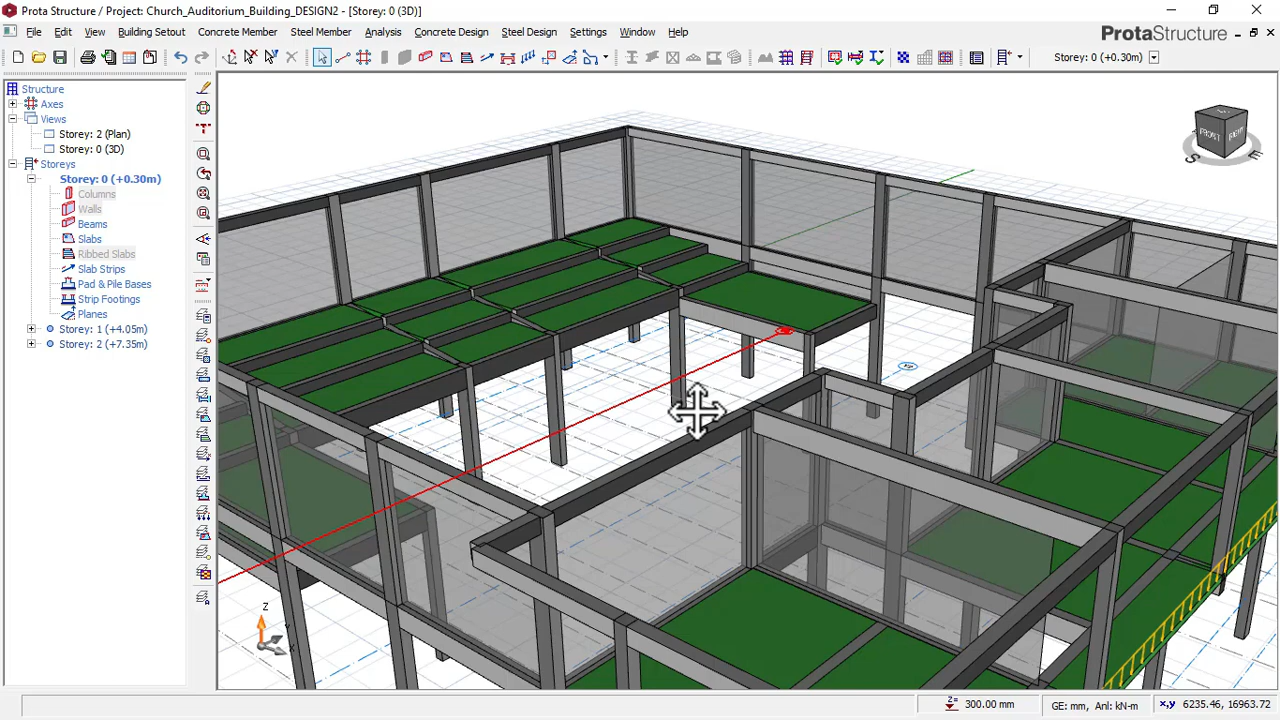 Prota Structure / Project: Church_Auditorium_Building_DESIGN2 - [Storey: 0 (3D)]
File Edit View Building Setout Concrete Member Steel Member Analysis Concrete Design Steel Design Settings Window Help
ProtaStructure
Storey: 0 (+0.30m)
Structure
Axes
Views
Storey: 2 (Plan)
Storey: 0 (3D)
Storeys
Storey: 0 (+0.30m)
Columns
Walls
Beams
Slabs
Ribbed Slabs
Slab Strips
Pad & Pile Bases
Strip Footings
Planes
Storey: 1 (+4.05m)
Storey: 2 (+7.35m)
FRONT RIGHT
S E
Z
Z= 300.00 mm
GE: mm, Anl: kN-m
x,y 6235.46, 16963.72